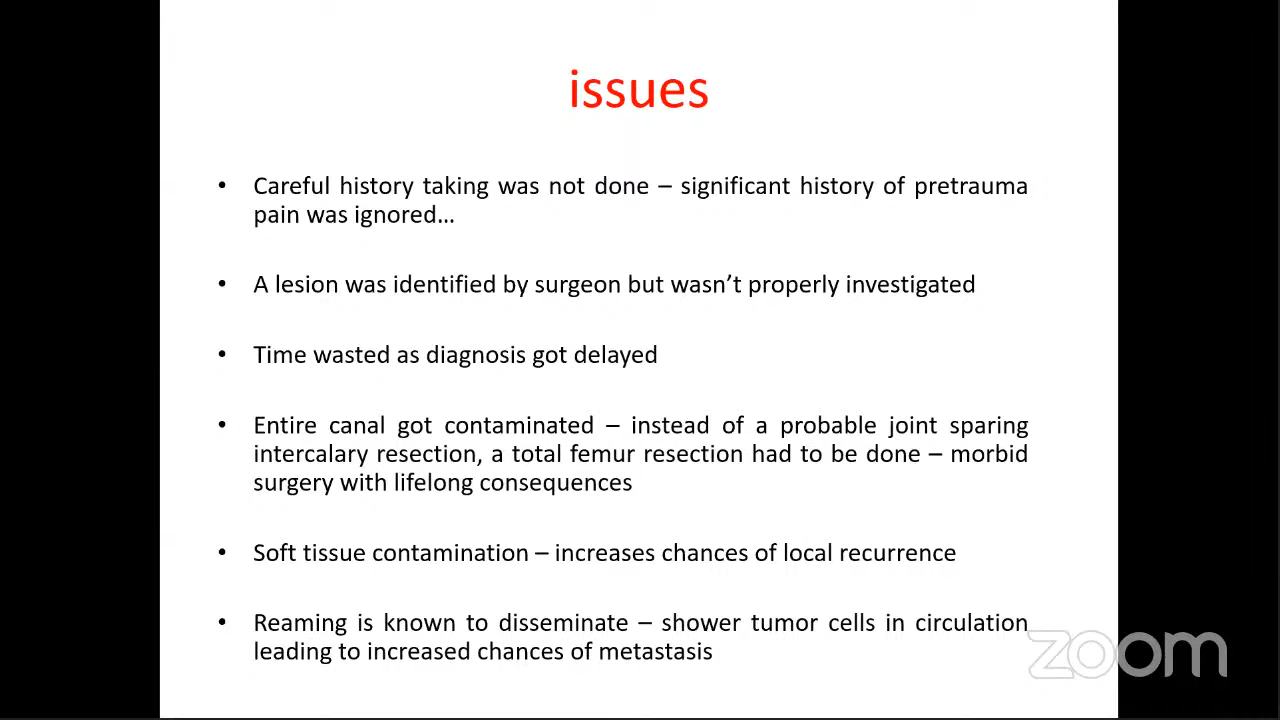 issues
• Careful history taking was not done – significant history of pretrauma
pain was ignored…
• A lesion was identified by surgeon but wasn’t properly investigated
• Time wasted as diagnosis got delayed
• Entire canal got contaminated – instead of a probable joint sparing
intercalary resection, a total femur resection had to be done – morbid
surgery with lifelong consequences
• Soft tissue contamination – increases chances of local recurrence
• Reaming is known to disseminate – shower tumor cells in circulation
leading to increased chances of metastasis
zoom